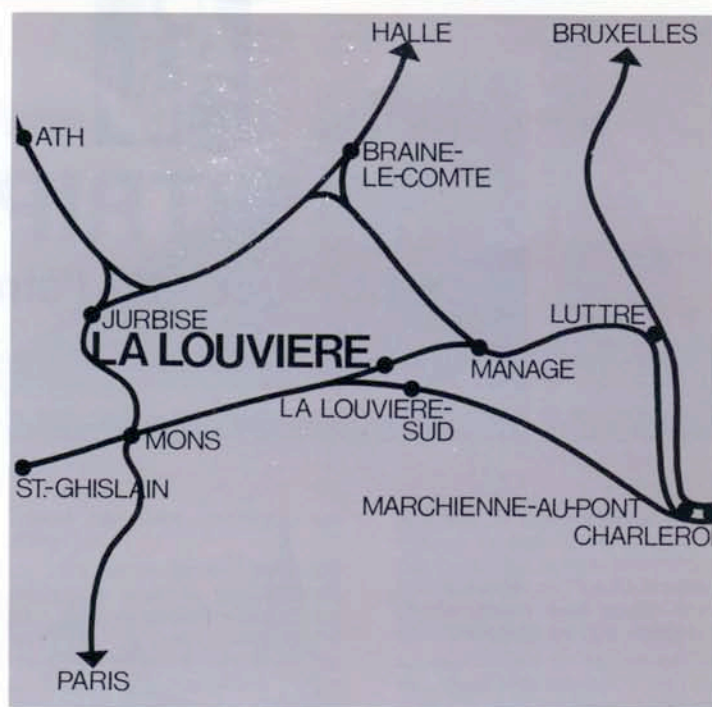 HALLE
BRUXELLES
ATH
BRAINE-
LE-COMTE
JURBISE
LUTTRE
LA LOUVIERE
MANAGE
LA LOUVIERE-
SUD
MONS
ST.-GHISLAIN
MARCHIENNE-AU-PONT
CHARLEROI
PARIS